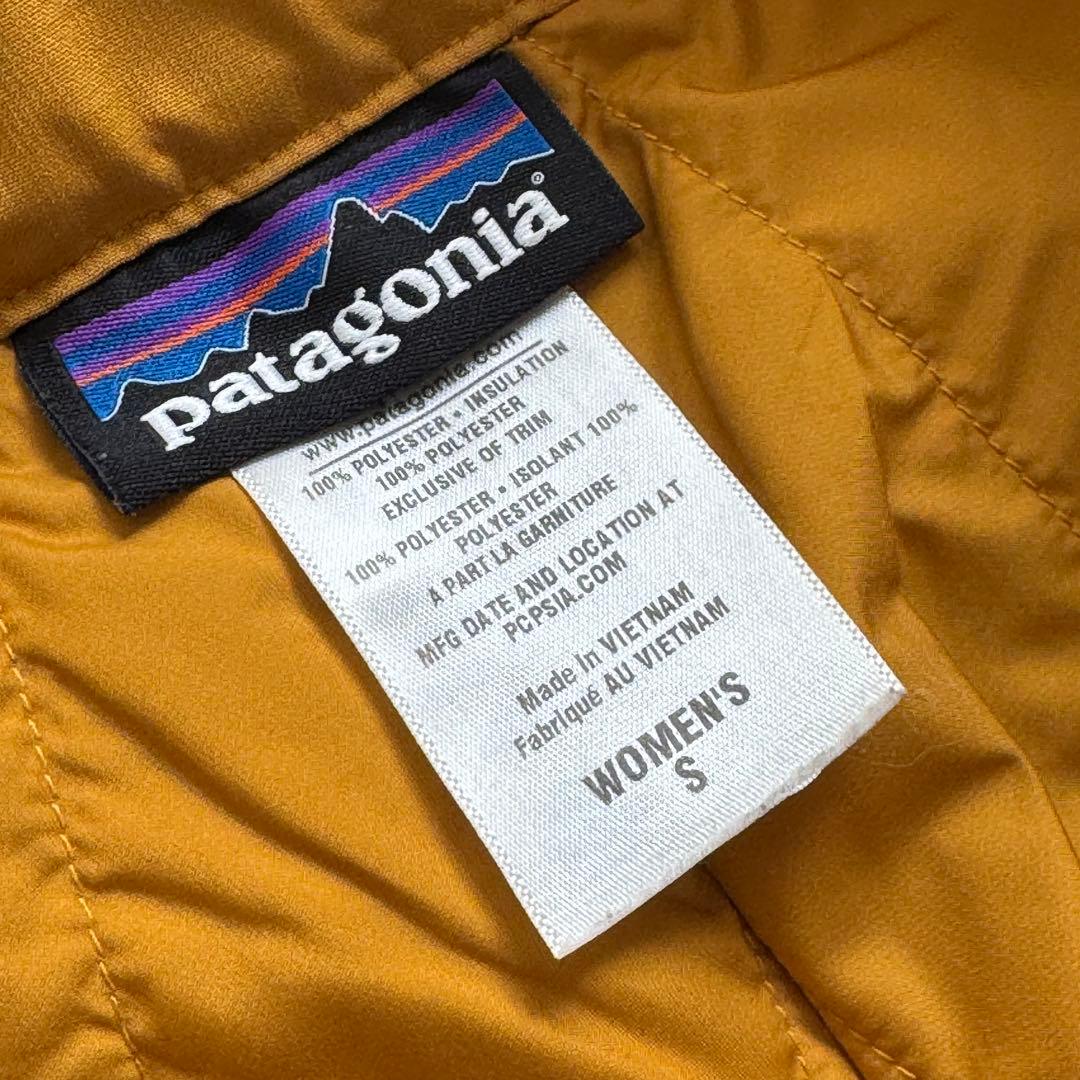 patagonia®
www.patagonia.com
100% POLYESTER • INSULATION
100% POLYESTER
EXCLUSIVE OF TRIM
100% POLYESTER • ISOLANT 100%
POLYESTER
A PART LA GARNITURE
MFG DATE AND LOCATION AT
PCPSIA.COM
Made In VIETNAM
Fabriqué AU VIETNAM
WOMEN'S
S